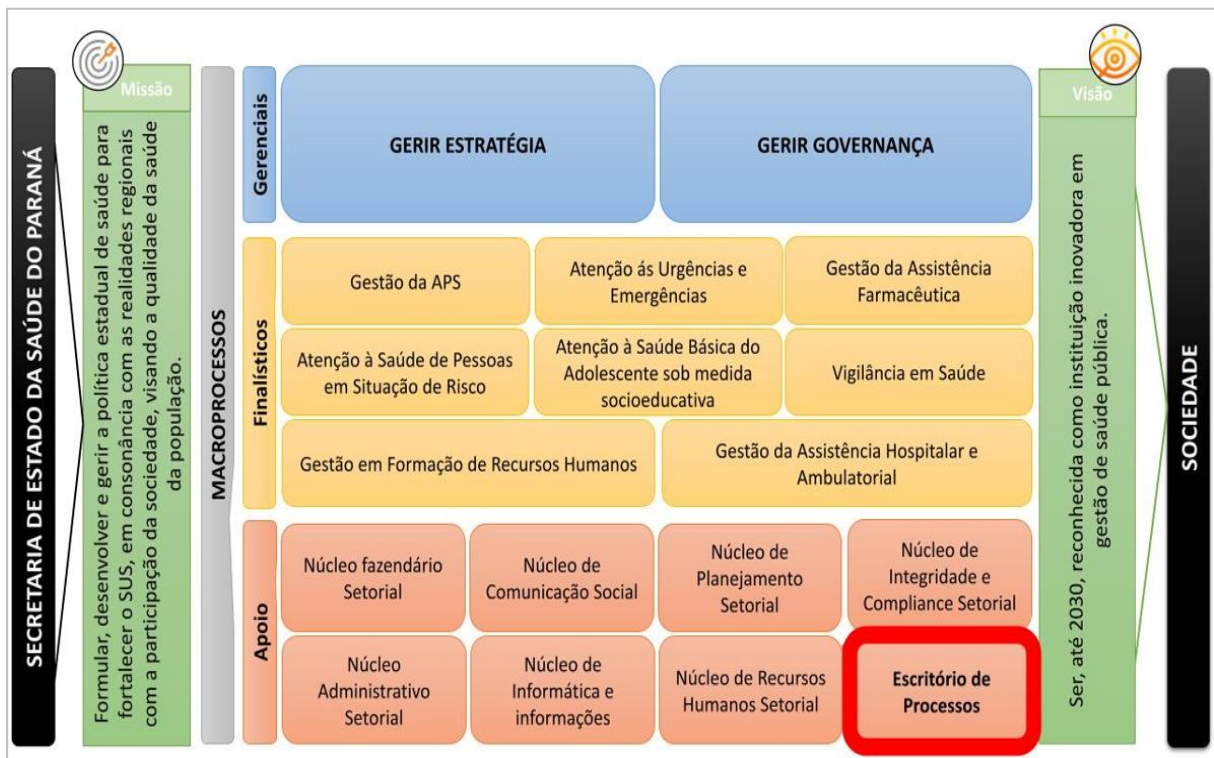 SECRETARIA DE ESTADO DA SAÚDE DO PARANÁ
Missão
Formular, desenvolver e gerir a política estadual de saúde para
fortalecer o SUS, em consonância com as realidades regionais
com a participação da sociedade, visando a qualidade da saúde
da população.
MACROPROCESSOS
Gerenciais
GERIR ESTRATÉGIA
GERIR GOVERNANÇA
Finalísticos
Gestão da APS
Atenção ás Urgências e
Emergências
Gestão da Assistência
Farmacêutica
Atenção à Saúde de Pessoas
em Situação de Risco
Atenção à Saúde Básica do
Adolescente sob medida
socioeducativa
Vigilância em Saúde
Gestão em Formação de Recursos Humanos
Gestão da Assistência Hospitalar e
Ambulatorial
Apoio
Núcleo fazendário
Setorial
Núcleo de
Comunicação Social
Núcleo de
Planejamento
Setorial
Núcleo de
Integridade e
Compliance Setorial
Núcleo
Administrativo
Setorial
Núcleo de
Informática e
informações
Núcleo de Recursos
Humanos Setorial
Escritório de
Processos
Visão
Ser, até 2030, reconhecida como instituição inovadora em
gestão de saúde pública.
SOCIEDADE